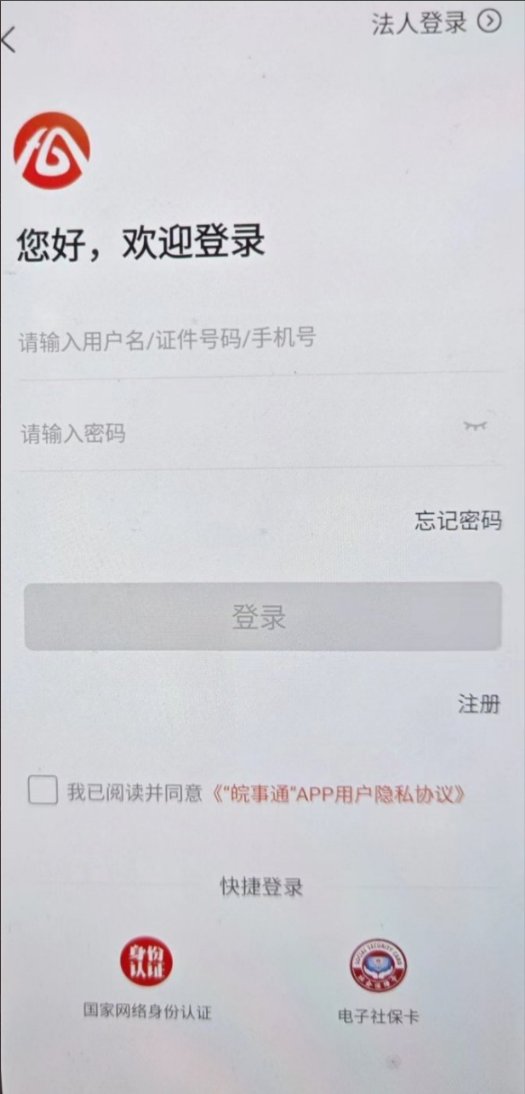 法人登录
您好，欢迎登录
请输入用户名/证件号码/手机号
请输入密码
忘记密码
登录
注册
我已阅读并同意《"皖事通"APP用户隐私协议》
快捷登录
身份
认证
国家网络身份认证
SOCIAL SECURITY CARD
电子社保卡